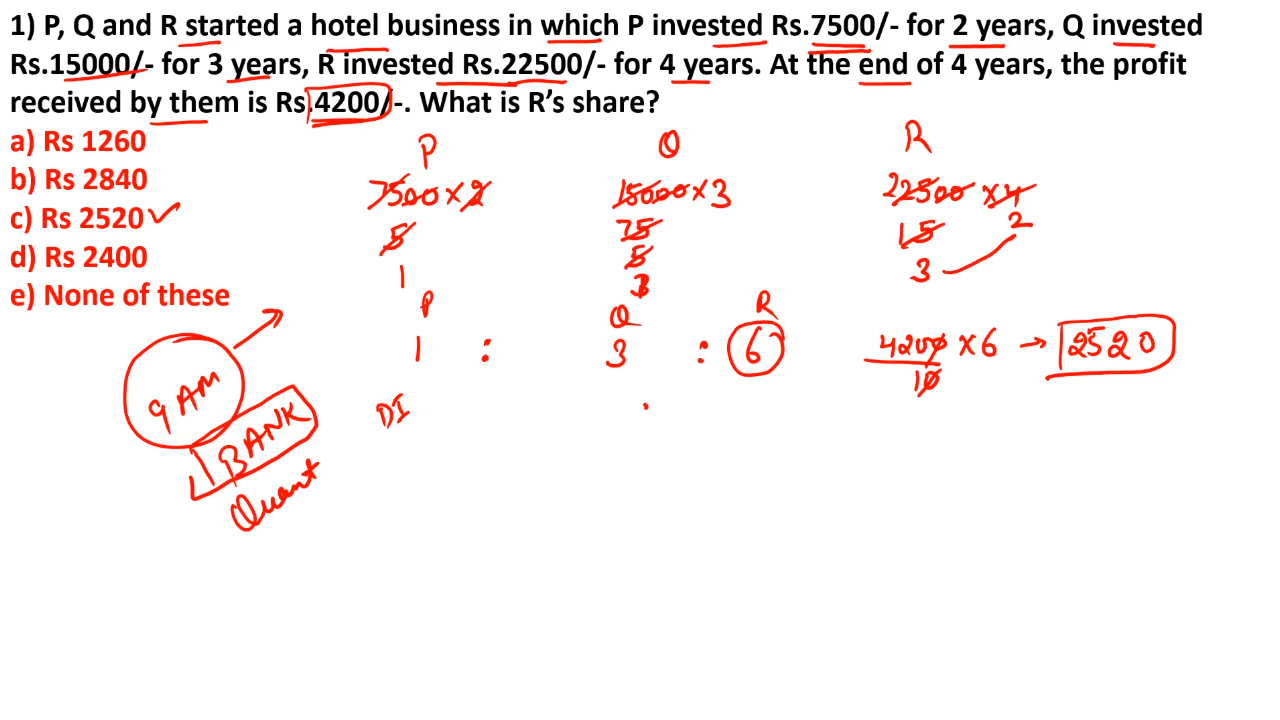 1) P, Q and R started a hotel business in which P invested Rs.7500/- for 2 years, Q invested
Rs.15000/- for 3 years, R invested Rs.22500/- for 4 years. At the end of 4 years, the profit
received by them is Rs.4200/-. What is R's share?
a) Rs 1260
b) Rs 2840
c) Rs 2520 ✓
d) Rs 2400
e) None of these
P Q R
7500×2 15000×3 22500×4
5 75 15 2
1 5 3
P Q R
1 : 3 : 6
4200×6 → 2520
10
9 AM
BANK
Quant
DI